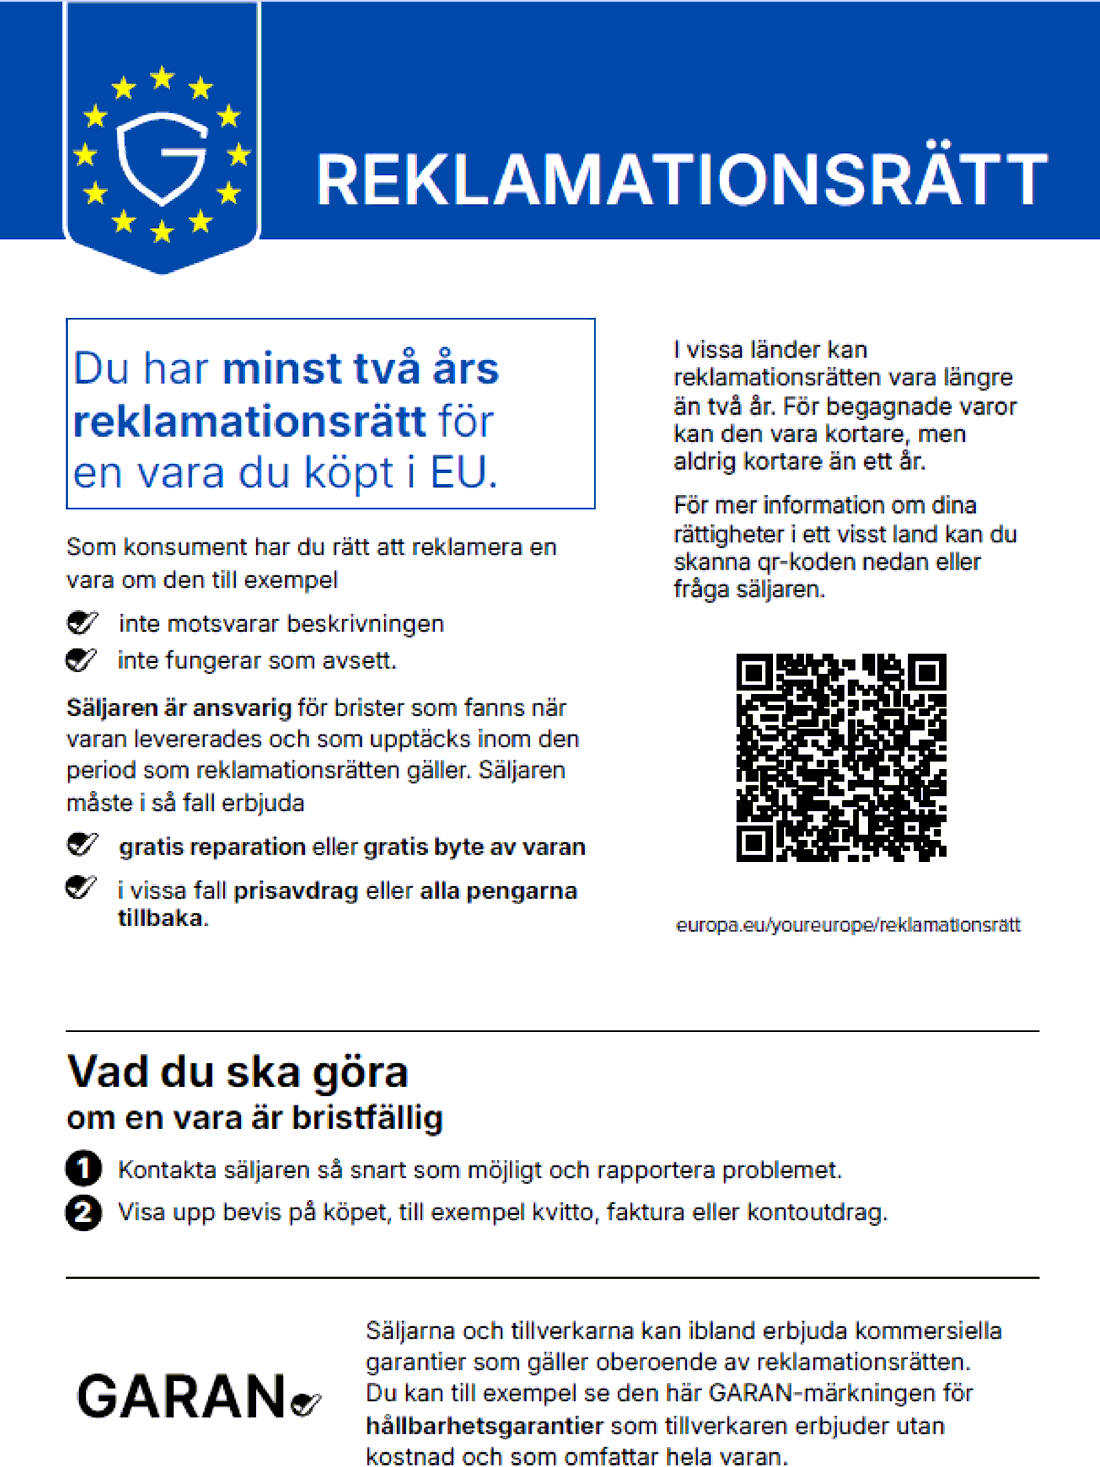 REKLAMATIONSRÄTT
Du har minst två års
reklamationsrätt för
en vara du köpt i EU.
Som konsument har du rätt att reklamera en
vara om den till exempel
inte motsvarar beskrivningen
inte fungerar som avsett.
Säljaren är ansvarig för brister som fanns när
varan levererades och som upptäcks inom den
period som reklamationsrätten gäller. Säljaren
måste i så fall erbjuda
gratis reparation eller gratis byte av varan
i vissa fall prisavdrag eller alla pengarna
tillbaka.
I vissa länder kan
reklamationsrätten vara längre
än två år. För begagnade varor
kan den vara kortare, men
aldrig kortare än ett år.
För mer information om dina
rättigheter i ett visst land kan du
skanna qr-koden nedan eller
fråga säljaren.
europa.eu/youreurope/reklamationsrätt
Vad du ska göra
om en vara är bristfällig
1 Kontakta säljaren så snart som möjligt och rapportera problemet.
2 Visa upp bevis på köpet, till exempel kvitto, faktura eller kontoutdrag.
GARAN
Säljarna och tillverkarna kan ibland erbjuda kommersiella
garantier som gäller oberoende av reklamationsrätten.
Du kan till exempel se den här GARAN-märkningen för
hållbarhetsgarantier som tillverkaren erbjuder utan
kostnad och som omfattar hela varan.